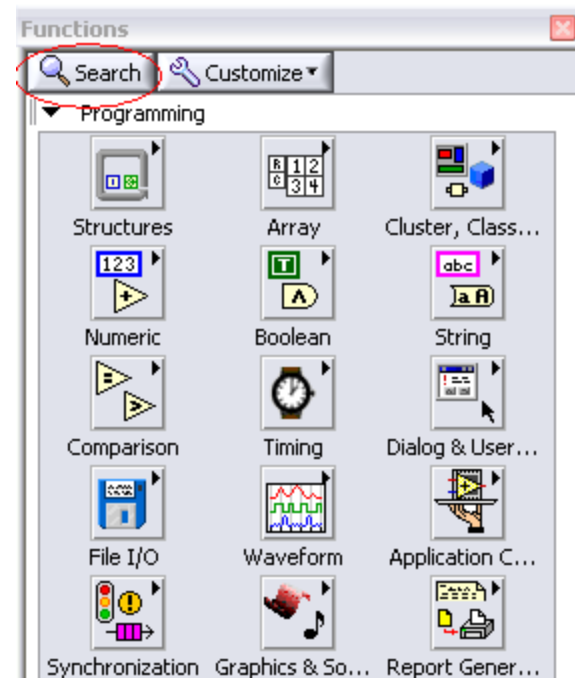 Functions
Search Customize
Programming
Structures Array Cluster, Class...
123
T
abc
a A
Numeric Boolean String
Comparison Timing Dialog & User...
File I/O Waveform Application C...
Synchronization Graphics & So... Report Gener...